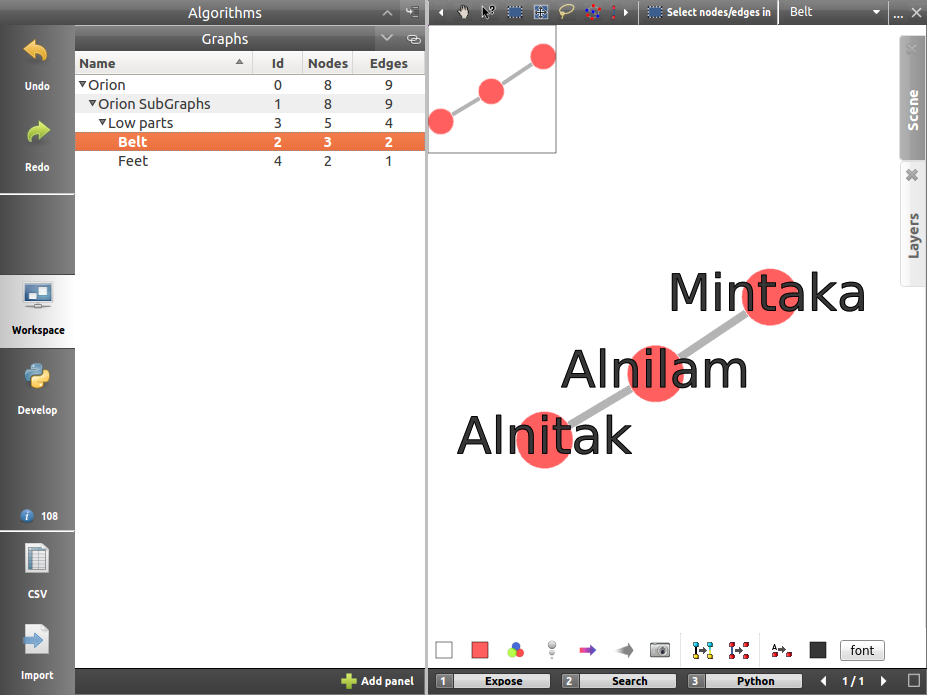 Algorithms
Select nodes/edges in
Belt
...
Graphs
Name Id Nodes Edges
Orion 0 8 9
Orion SubGraphs 1 8 9
Low parts 3 5 4
Belt 2 3 2
Feet 4 2 1
Undo
Redo
Workspace
Develop
i 108
CSV
Import
Scene
Layers
Mintaka
Alnilam
Alnitak
A
font
Add panel
1 Expose 2 Search 3 Python 1 / 1